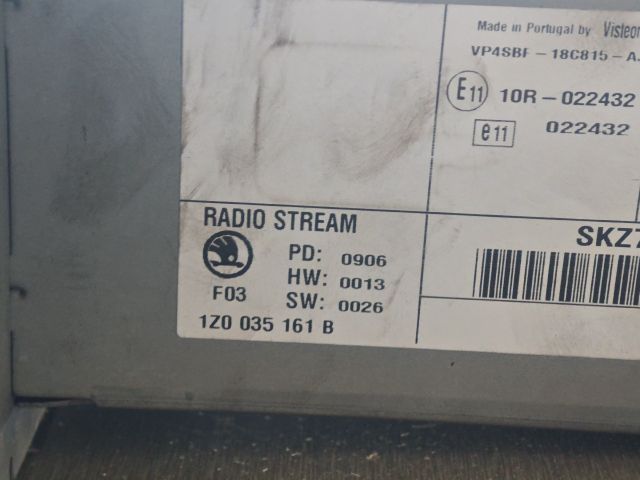 Made in Portugal by Visteon
VP4SBF-18C815-A
E11 10R-022432
e11 022432
RADIO STREAM
PD: 0906
HW: 0013
F03 SW: 0026
1Z0 035 161 B
SKZ7